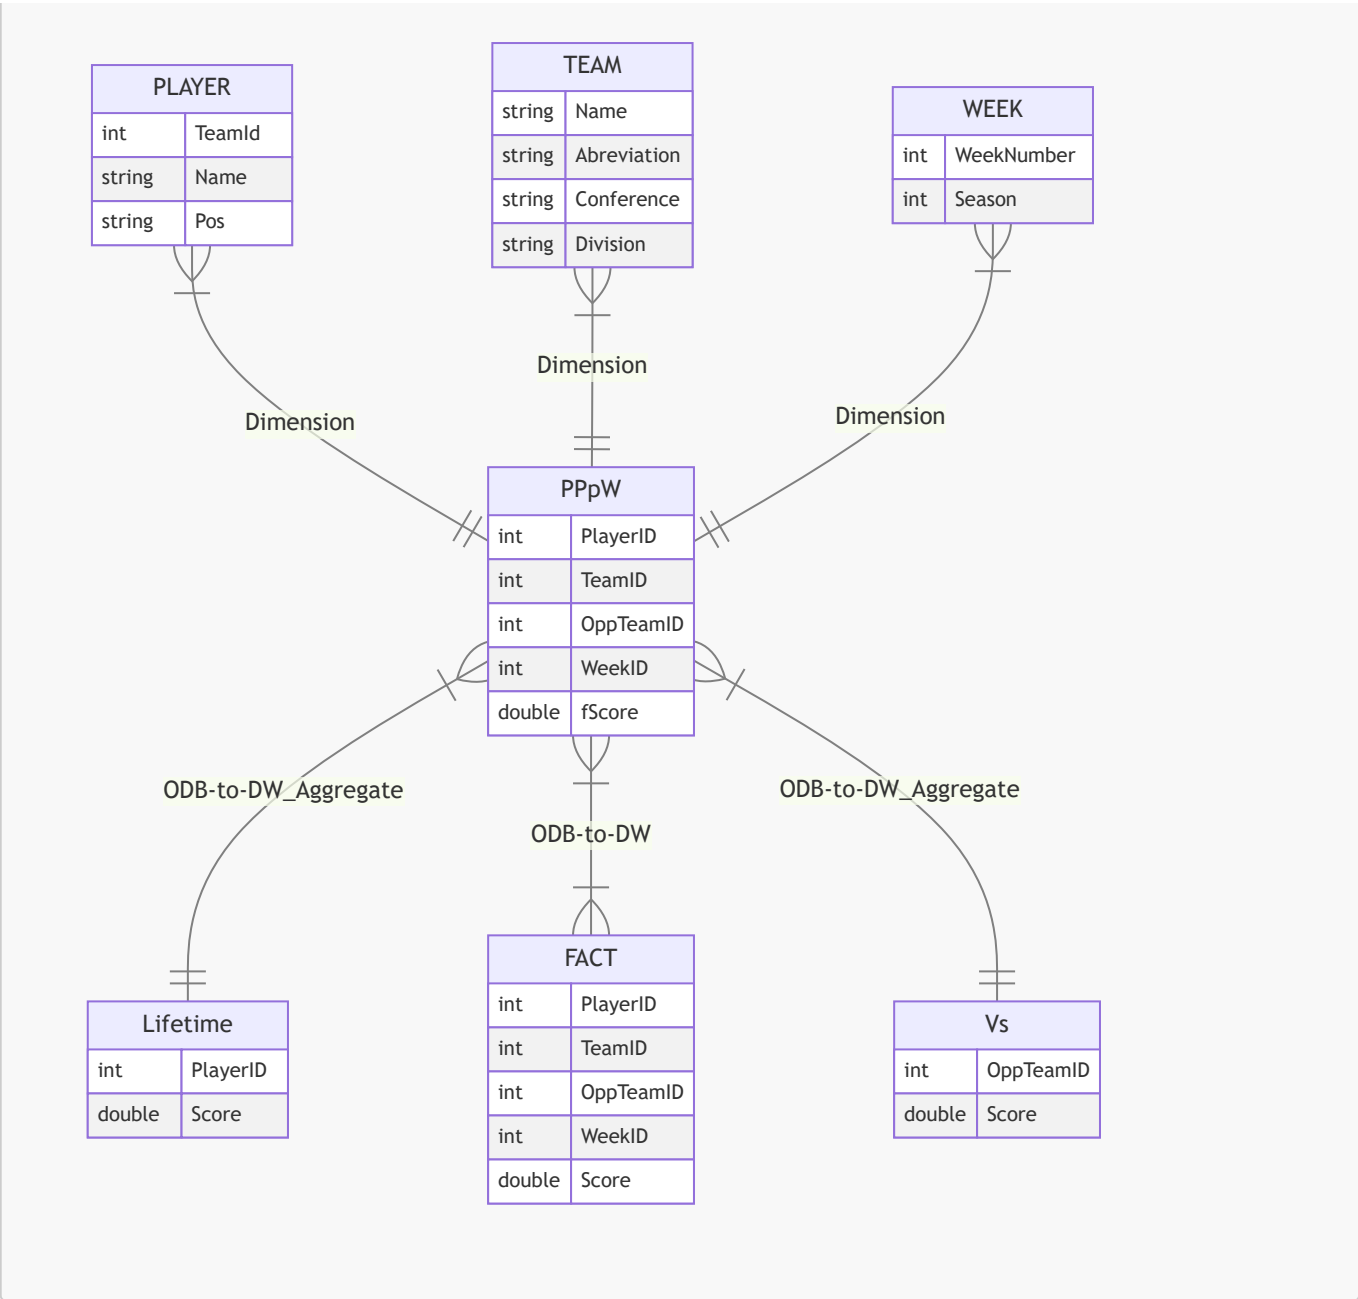 PLAYER
int TeamId
string Name
string Pos
TEAM
string Name
string Abreviation
string Conference
string Division
WEEK
int WeekNumber
int Season
Dimension
Dimension
Dimension
PPpW
int PlayerID
int TeamID
int OppTeamID
int WeekID
double fScore
ODB-to-DW_Aggregate
ODB-to-DW
ODB-to-DW_Aggregate
Lifetime
int PlayerID
double Score
FACT
int PlayerID
int TeamID
int OppTeamID
int WeekID
double Score
Vs
int OppTeamID
double Score